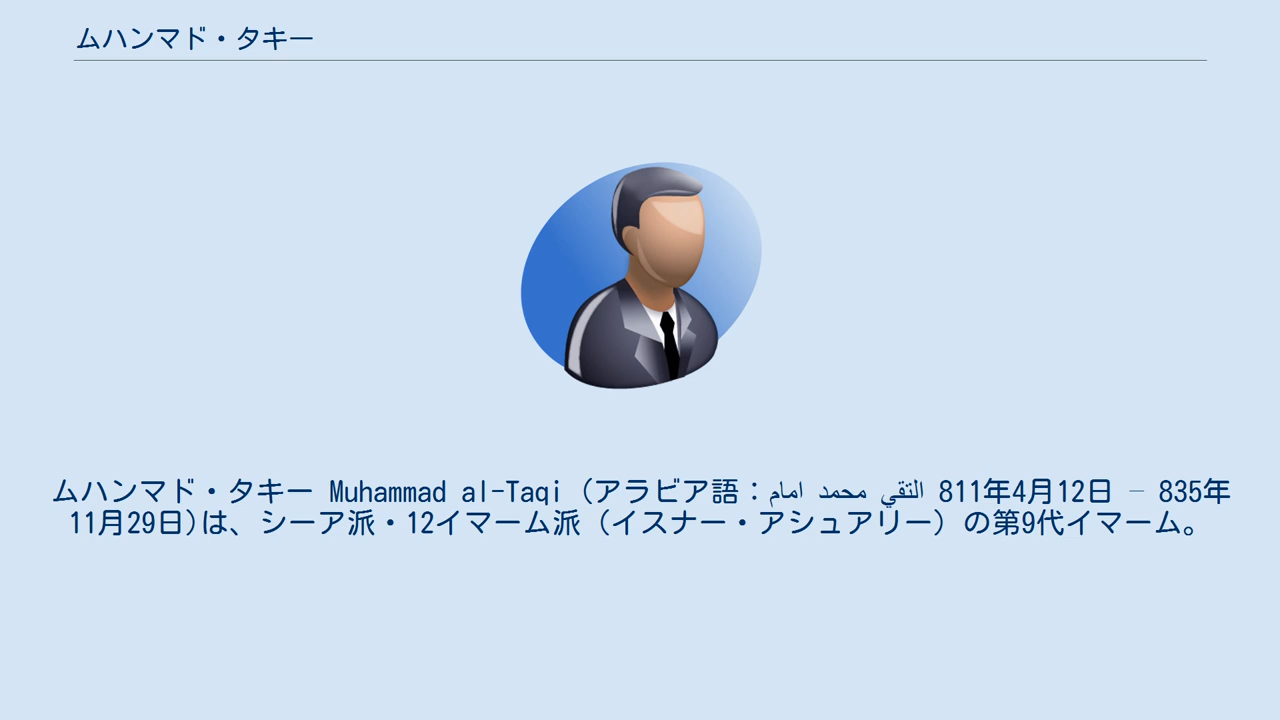 ムハンマド・タキー
ムハンマド・タキー Muhammad al-Taqi (アラビア語：امام محمد التقي 811年4月12日 – 835年
11月29日)は、シーア派・12イマーム派（イスナー・アシュアリー）の第9代イマーム。